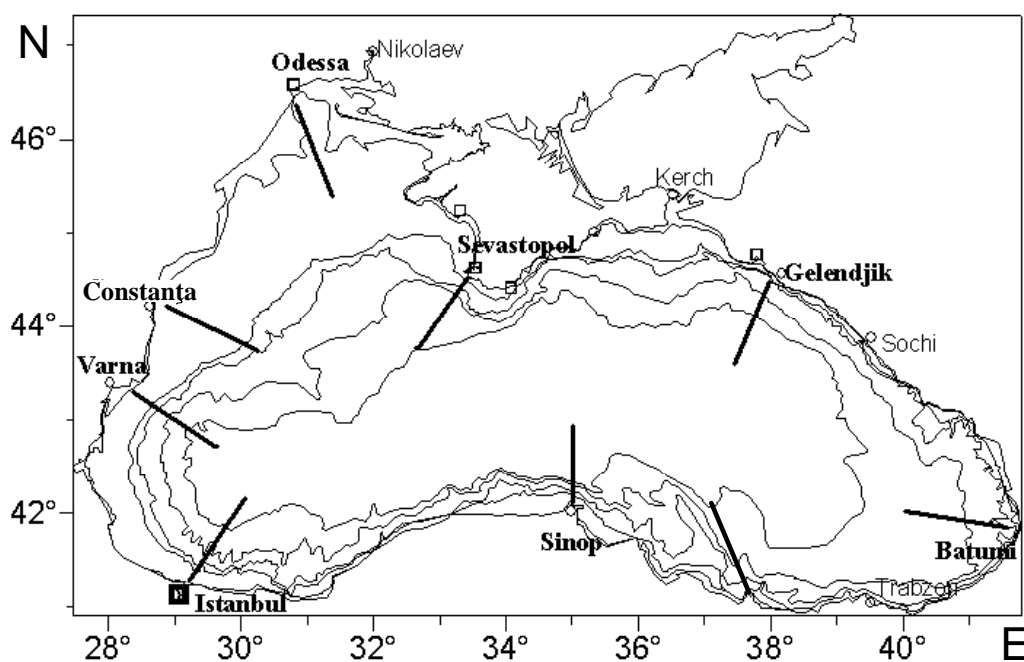 N
Nikolaev
Odessa
46°
Kerch
Sevastopol
Gelendjik
Constanţa
44°
Sochi
Varna
42°
Sinop
Batumi
Trabzon
Istanbul
28° 30° 32° 34° 36° 38° 40° E